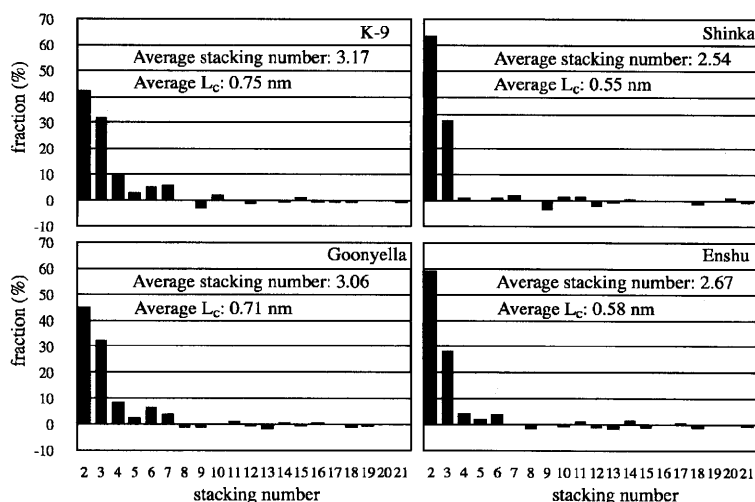 K-9
Average stacking number: 3.17
Average Lc: 0.75 nm
fraction (%)
70
60
50
40
30
20
10
0
-10
Shinka
Average stacking number: 2.54
Average Lc: 0.55 nm
Goonyella
Average stacking number: 3.06
Average Lc: 0.71 nm
fraction (%)
70
60
50
40
30
20
10
0
-10
2 3 4 5 6 7 8 9 10 11 12 13 14 15 16 17 18 19 20 21
stacking number
Enshu
Average stacking number: 2.67
Average Lc: 0.58 nm
2 3 4 5 6 7 8 9 10 11 12 13 14 15 16 17 18 19 20 21
stacking number